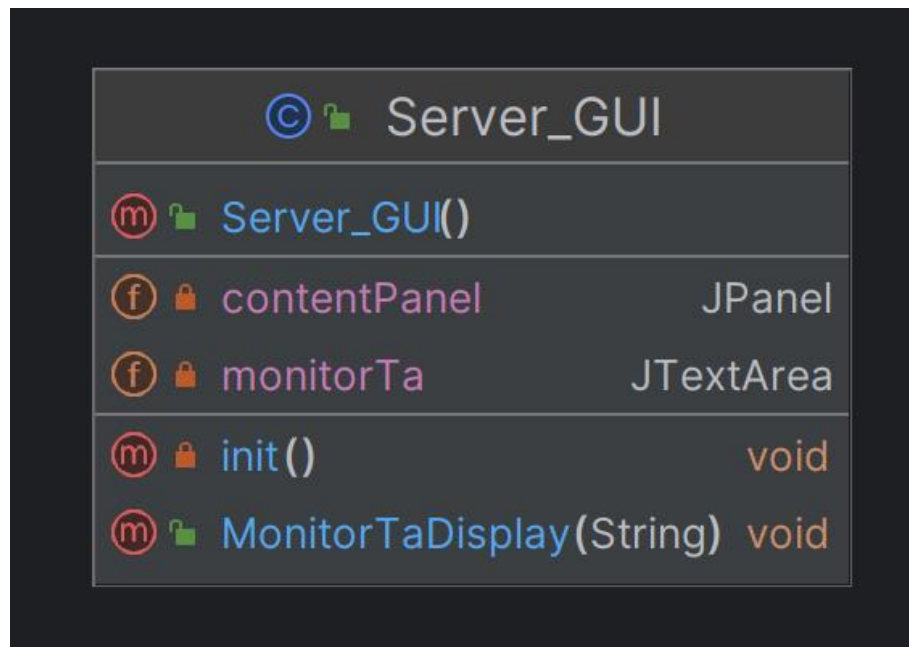 © Server_GUI
m Server_GUI()
f contentPanel JPanel
f monitorTa JTextArea
m init() void
m MonitorTaDisplay(String) void